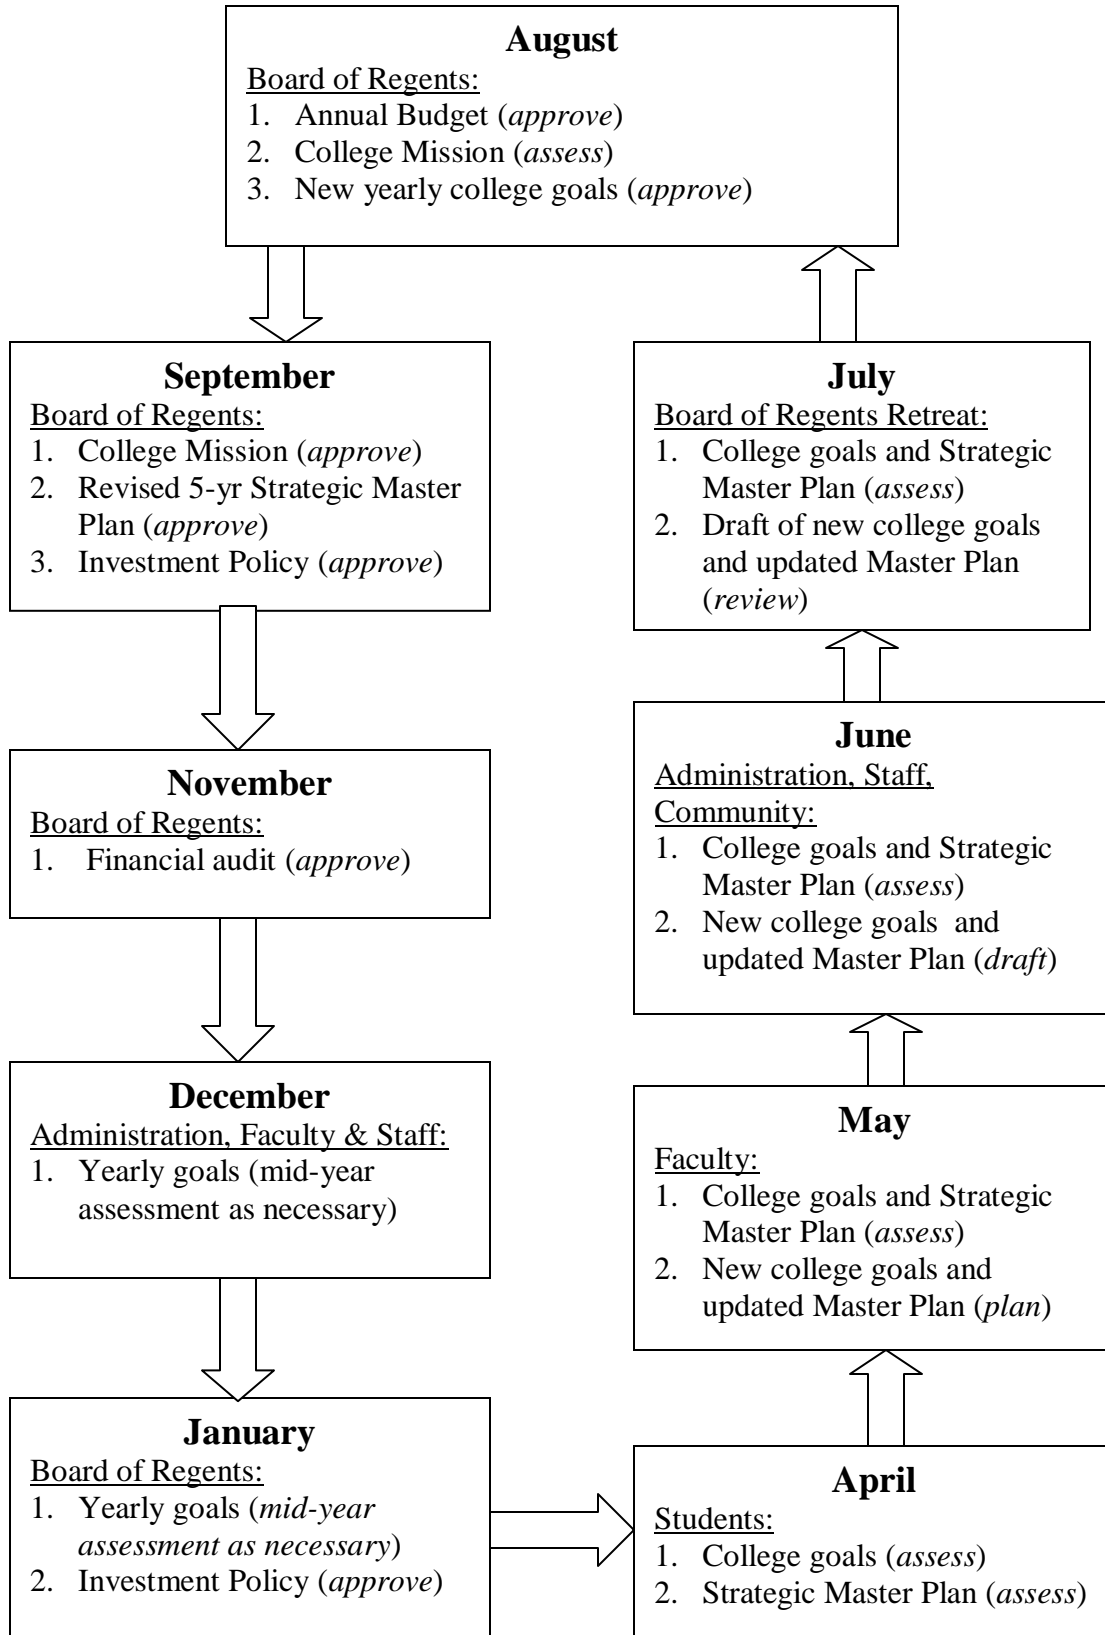 August
Board of Regents:
1. Annual Budget (approve)
2. College Mission (assess)
3. New yearly college goals (approve)
September
Board of Regents:
1. College Mission (approve)
2. Revised 5-yr Strategic Master
Plan (approve)
3. Investment Policy (approve)
November
Board of Regents:
1. Financial audit (approve)
December
Administration, Faculty & Staff:
1. Yearly goals (mid-year
assessment as necessary)
January
Board of Regents:
1. Yearly goals (mid-year
assessment as necessary)
2. Investment Policy (approve)
April
Students:
1. College goals (assess)
2. Strategic Master Plan (assess)
May
Faculty:
1. College goals and Strategic
Master Plan (assess)
2. New college goals and
updated Master Plan (plan)
June
Administration, Staff,
Community:
1. College goals and Strategic
Master Plan (assess)
2. New college goals and
updated Master Plan (draft)
July
Board of Regents Retreat:
1. College goals and Strategic
Master Plan (assess)
2. Draft of new college goals
and updated Master Plan
(review)